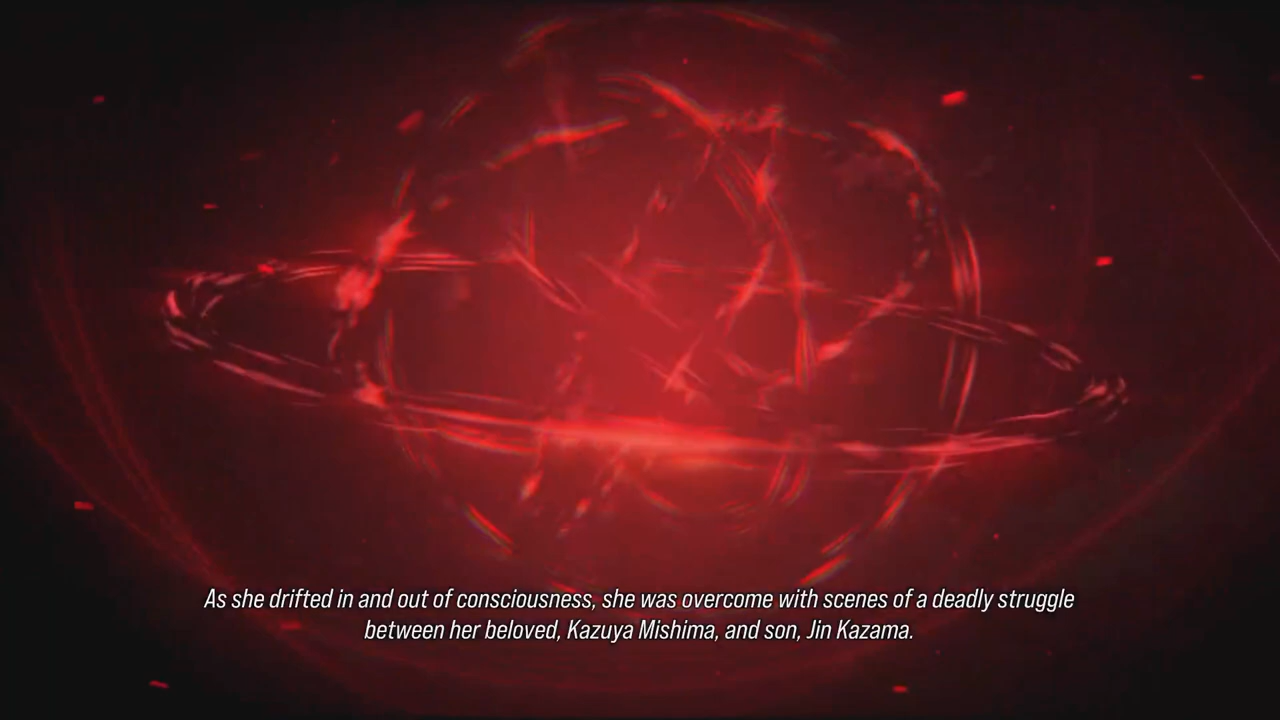 As she drifted in and out of consciousness, she was overcome with scenes of a deadly struggle
between her beloved, Kazuya Mishima, and son, Jin Kazama.